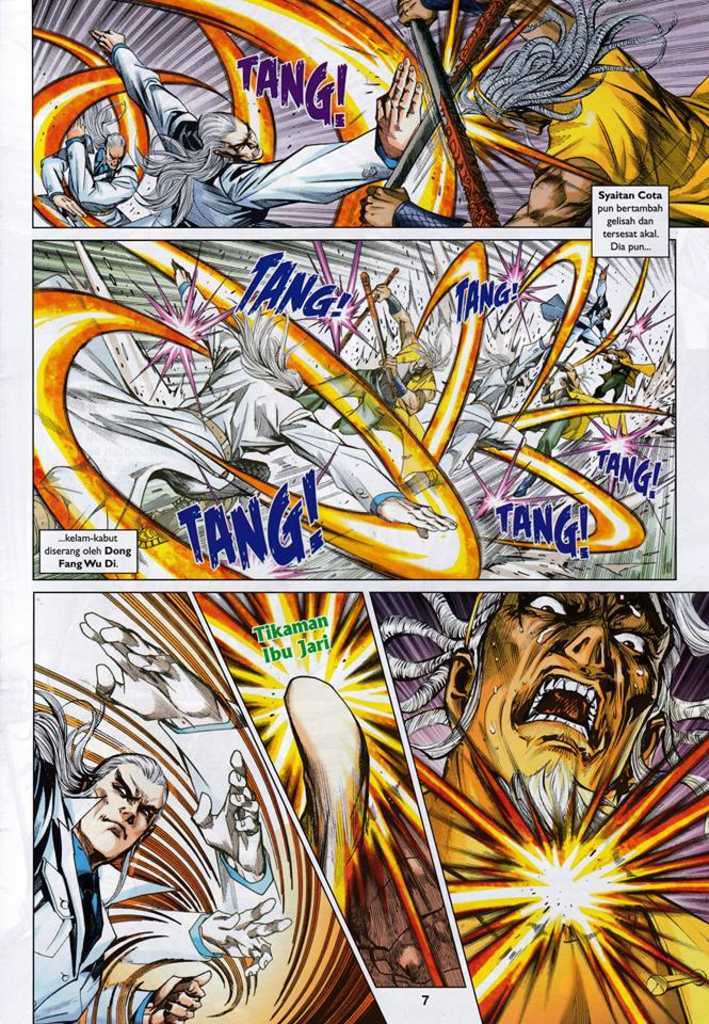 TANG!
Syaitan Cota
pun bertambah
gelisah dan
tersesat akal.
Dia pun...
TANG!
TANG!
TANG!
TANG!
TANG!
...kelam-kabut
diserang oleh Dong
Fang Wu Di.
Tikaman
Ibu Jari
7